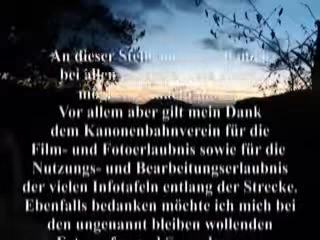 An dieser Stelle
bei allen
Vor allem aber gilt mein Dank
dem Kanonenbahnverein für die
Film- und Fotoerlaubnis sowie für die
Nutzungs- und Bearbeitungserlaubnis
der vielen Infotafeln entlang der Strecke.
Ebenfalls bedanken möchte ich mich bei
den ungenannt bleiben wollenden